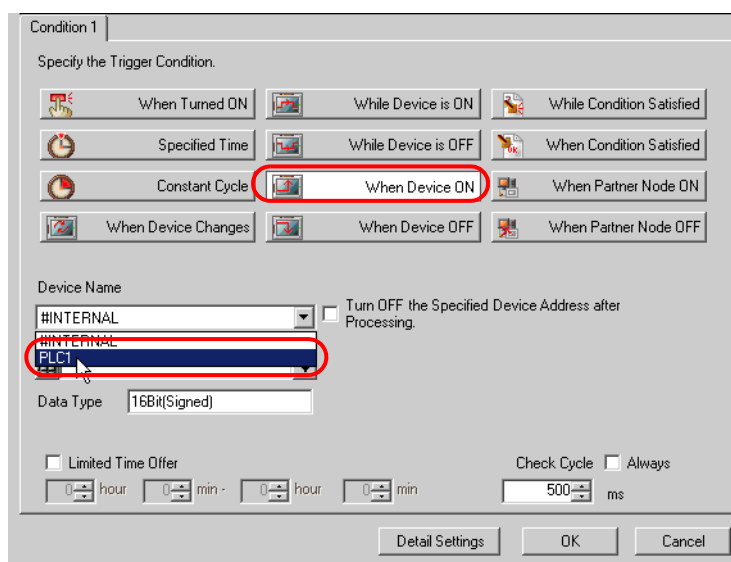 Condition 1
Specify the Trigger Condition.
When Turned ON While Device is ON While Condition Satisfied
Specified Time While Device is OFF When Condition Satisfied
Constant Cycle When Device ON When Partner Node ON
When Device Changes When Device OFF When Partner Node OFF
Device Name
#INTERNAL Turn OFF the Specified Device Address after
Processing.
#INTERNAL
PLC1
Data Type 16Bit(Signed)
Limited Time Offer Check Cycle Always
0 hour 0 min - 0 hour 0 min 500 ms
Detail Settings OK Cancel